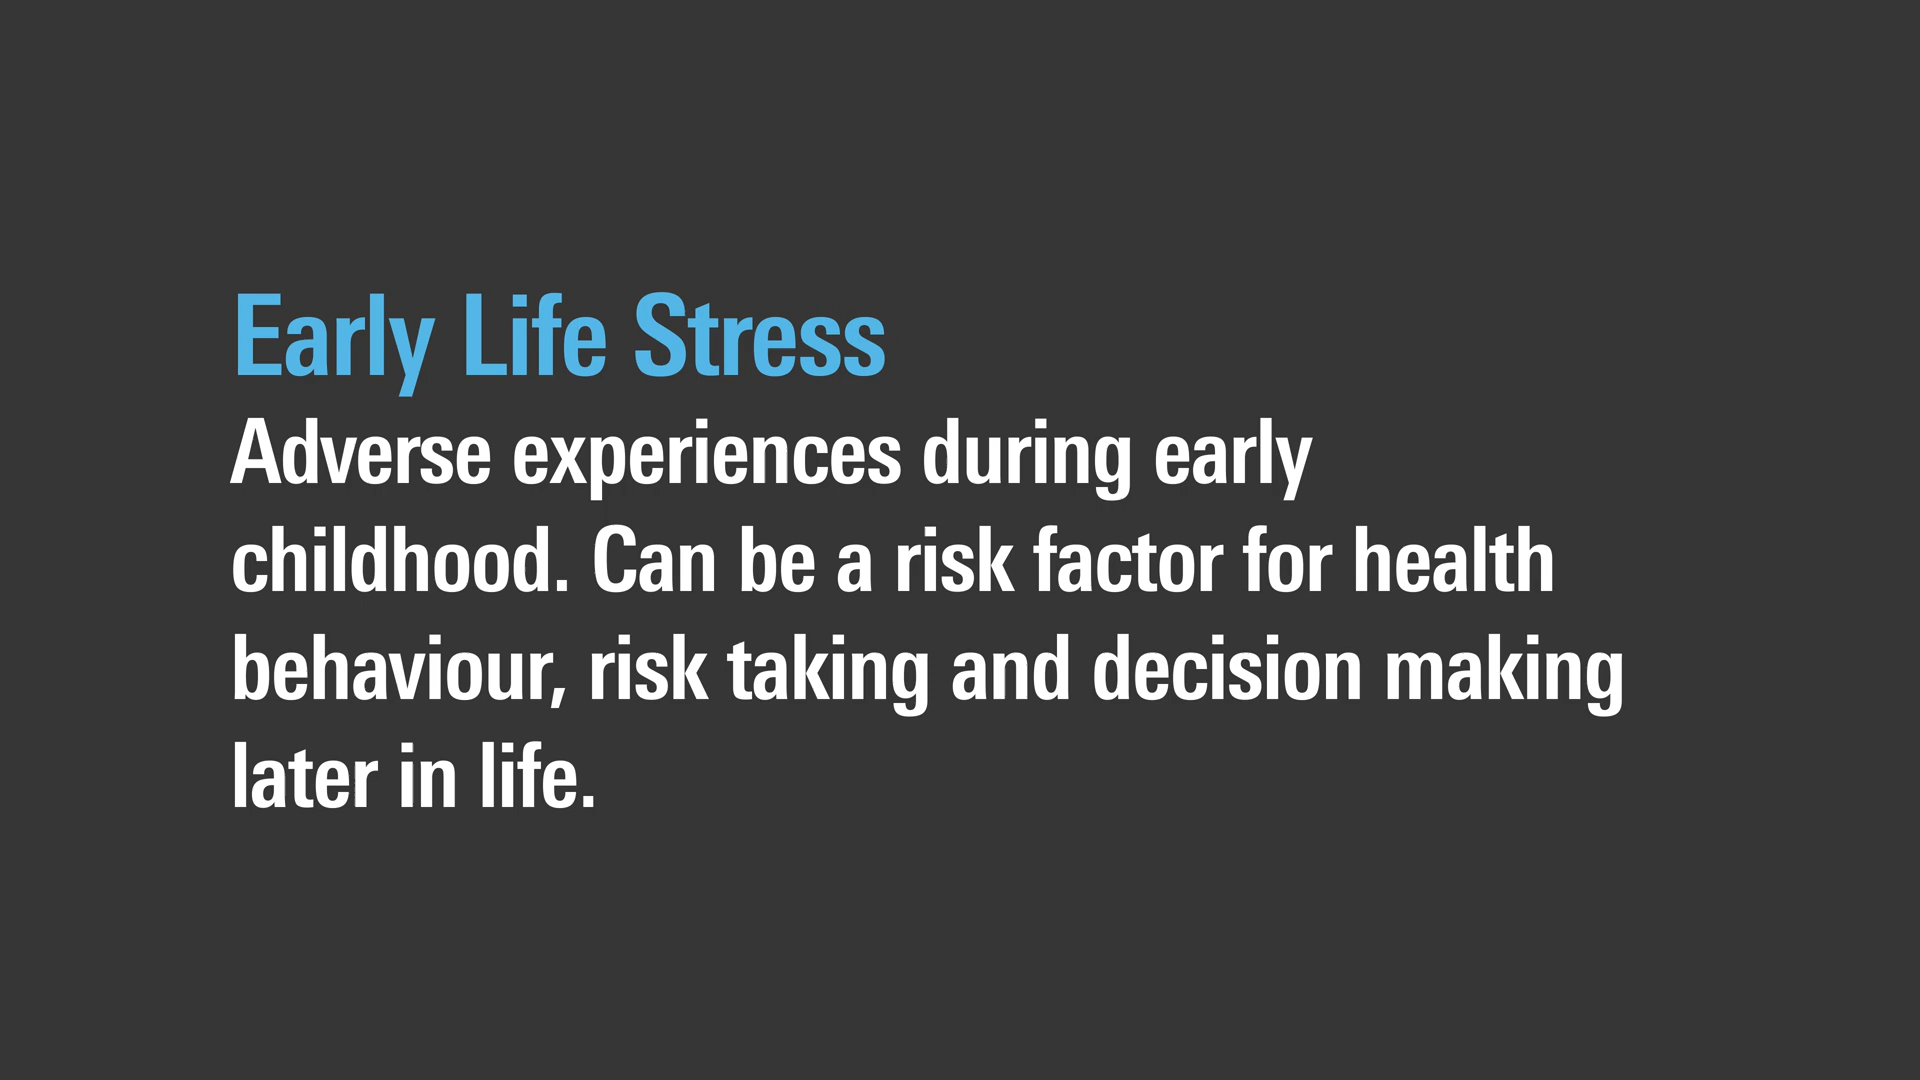 Early Life Stress
Adverse experiences during early
childhood. Can be a risk factor for health
behaviour, risk taking and decision making
later in life.